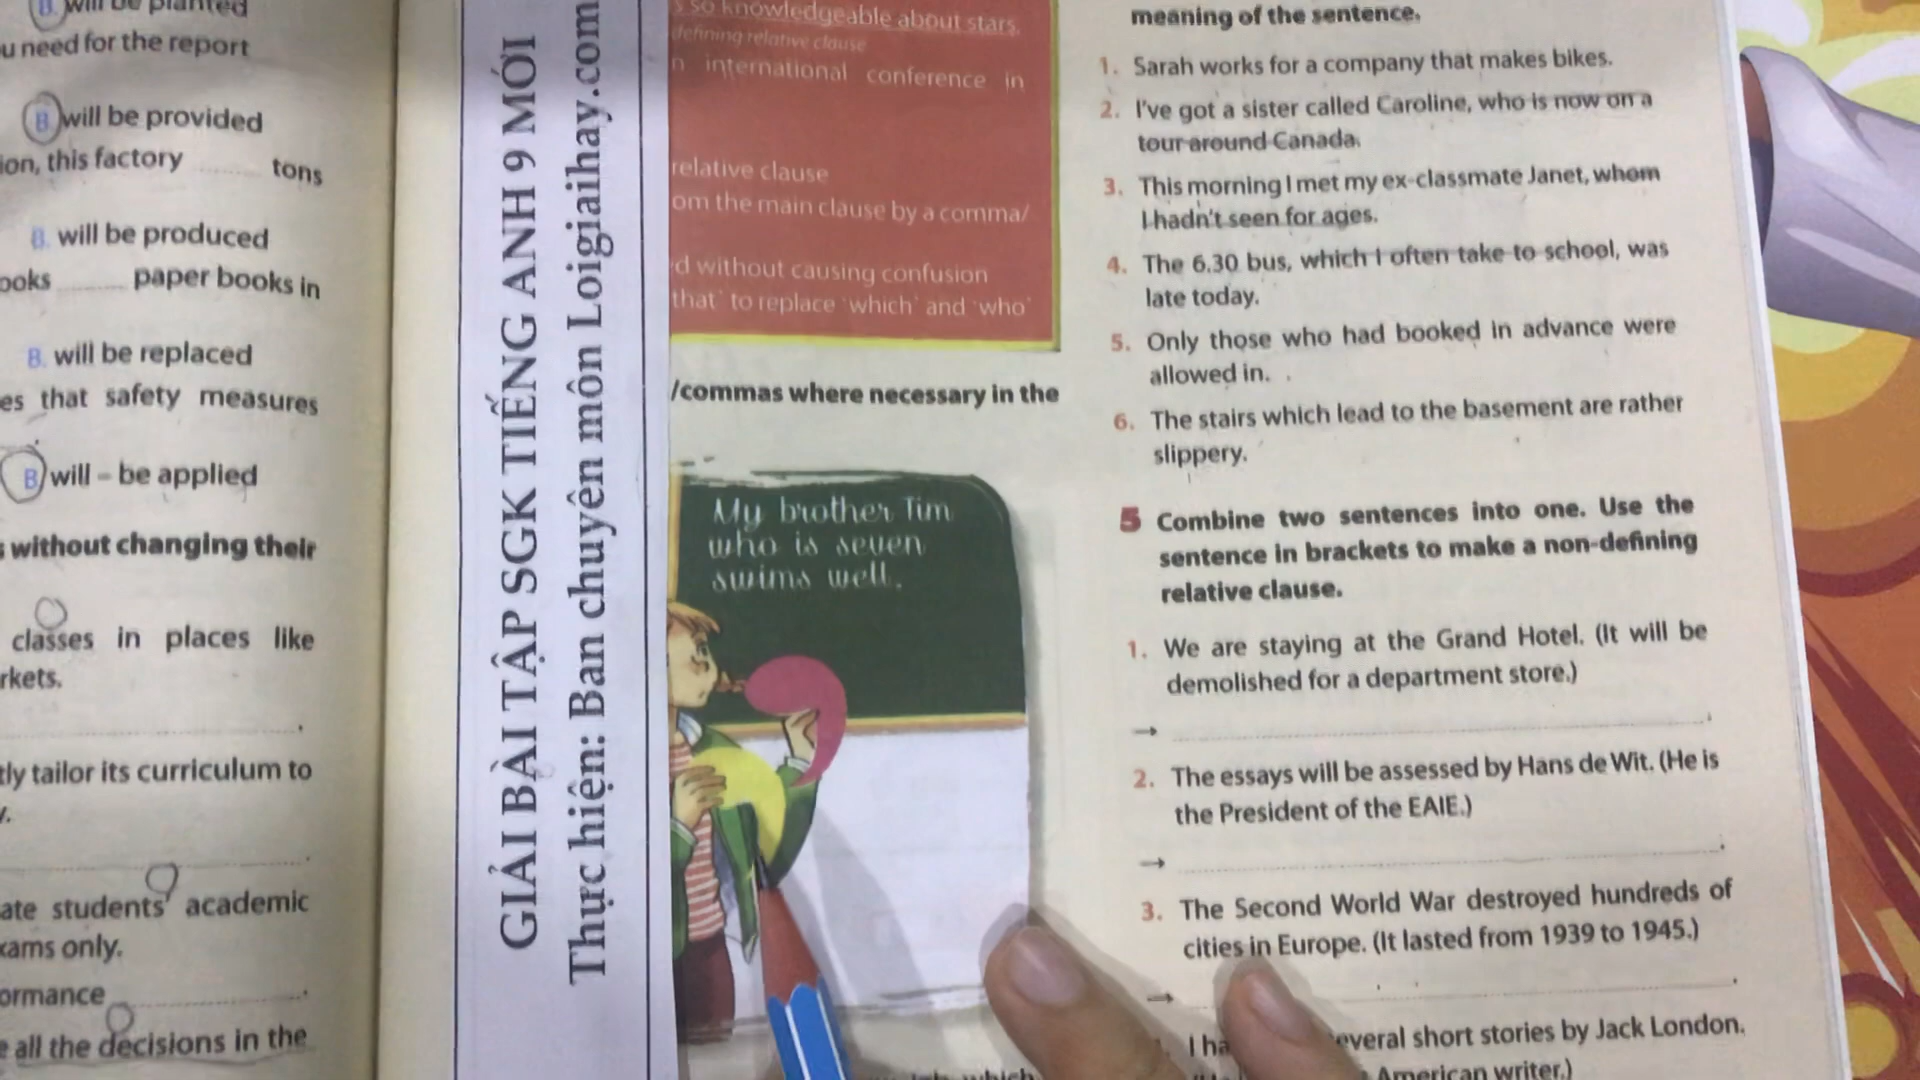 B. will be planted
u need for the report
B. will be provided
ion, this factory ........ tons
B. will be produced
ooks ........ paper books in
B. will be replaced
es that safety measures
B. will – be applied
without changing their
classes in places like
rkets.
tly tailor its curriculum to
ate students' academic
xams only.
ormance
all the decisions in the
GIẢI BÀI TẬP SGK TIẾNG ANH 9 MỚI
Thực hiện: Ban chuyên môn Loigiaihay.com
s so knowledgeable about stars.
defining relative clause
n international conference in
relative clause
om the main clause by a comma/
d without causing confusion
that' to replace 'which' and 'who'
/commas where necessary in the
My brother Tim
who is seven
swims well.
which
meaning of the sentence.
1. Sarah works for a company that makes bikes.
2. I've got a sister called Caroline, who is now on a
tour around Canada.
3. This morning I met my ex-classmate Janet, whom
I hadn't seen for ages.
4. The 6.30 bus, which I often take to school, was
late today.
5. Only those who had booked in advance were
allowed in.
6. The stairs which lead to the basement are rather
slippery.
5 Combine two sentences into one. Use the
sentence in brackets to make a non-defining
relative clause.
1. We are staying at the Grand Hotel. (It will be
demolished for a department store.)
→
2. The essays will be assessed by Hans de Wit. (He is
the President of the EAIE.)
→
3. The Second World War destroyed hundreds of
cities in Europe. (It lasted from 1939 to 1945.)
→
I ha everal short stories by Jack London.
American writer.)